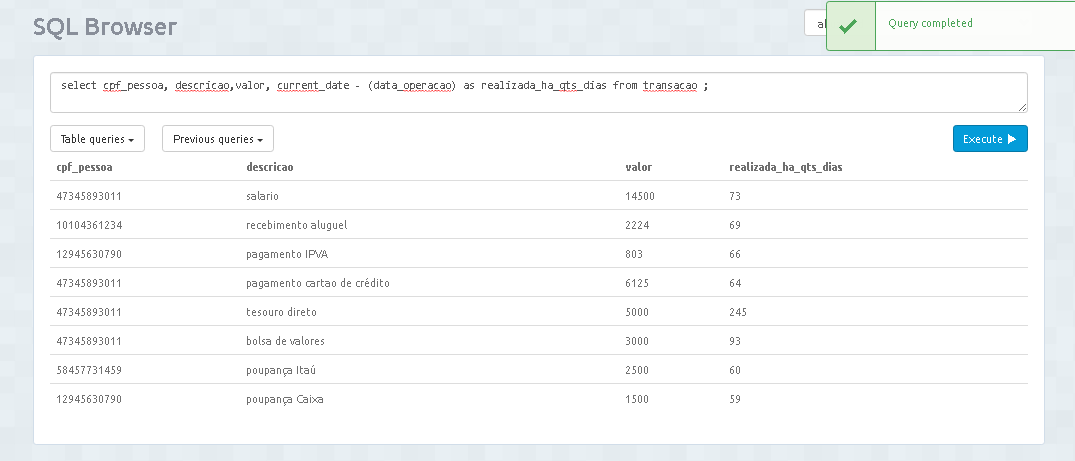 SQL Browser
Query completed
select cpf_pessoa, descricao,valor, current_date - (data_operacao) as realizada_ha_qts_dias from transacao ;
Table queries Previous queries Execute
cpf_pessoa descricao valor realizada_ha_qts_dias
47345893011 salario 14500 73
10104361234 recebimento aluguel 2224 69
12945630790 pagamento IPVA 803 66
47345893011 pagamento cartao de crédito 6125 64
47345893011 tesouro direto 5000 245
47345893011 bolsa de valores 3000 93
58457731459 poupança Itaú 2500 60
12945630790 poupança Caixa 1500 59